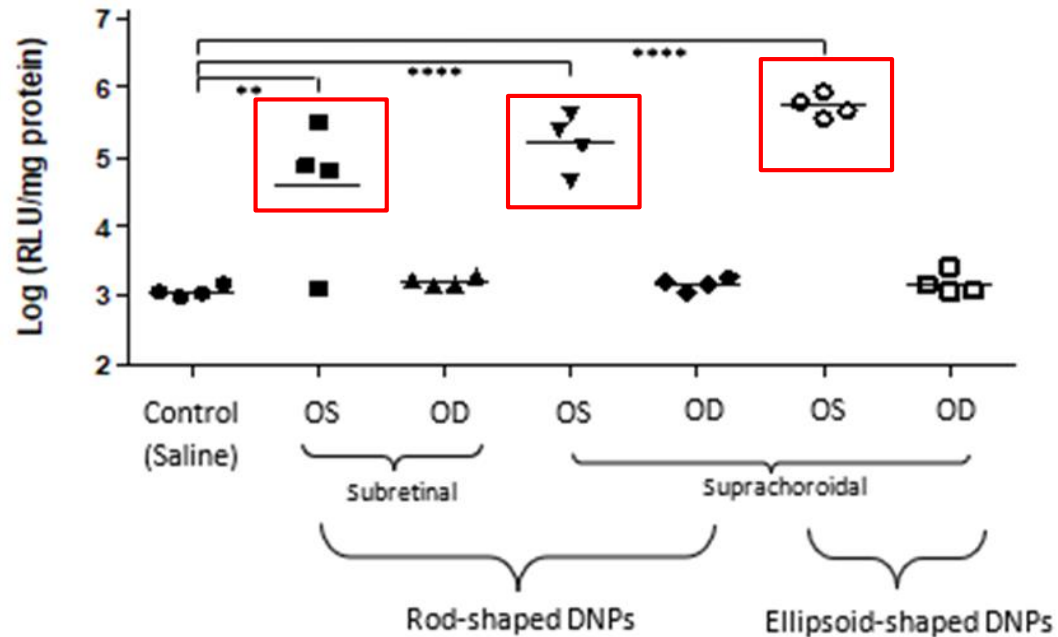 Log (RLU/mg protein)
7
6
5
4
3
2
****
****
**
Control
(Saline)
OS
OD
OS
OD
OS
OD
Subretinal
Suprachoroidal
Rod-shaped DNPs
Ellipsoid-shaped DNPs